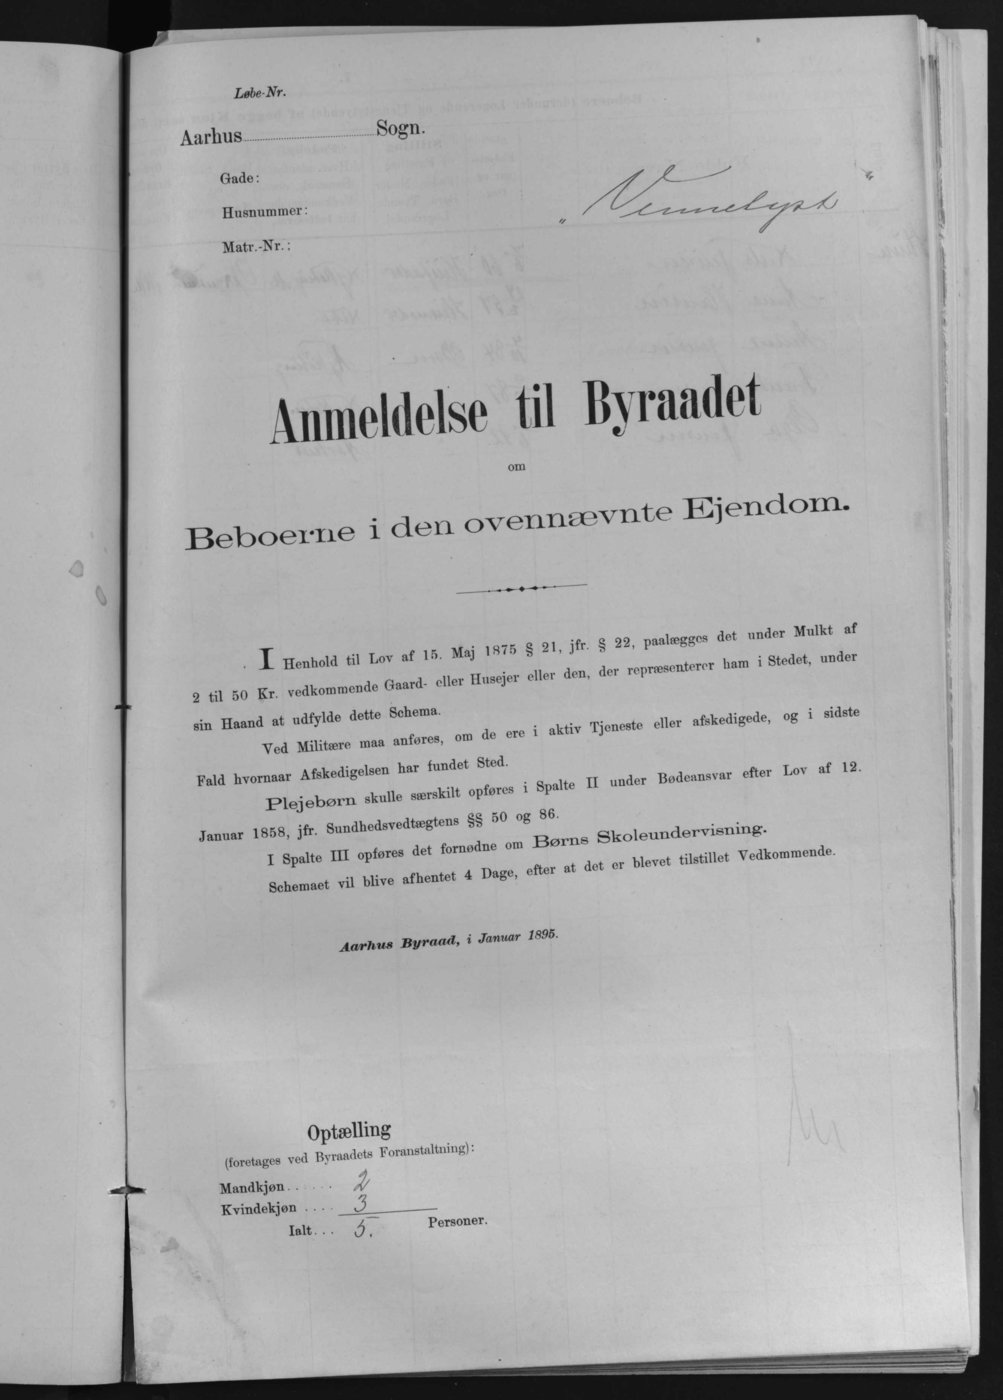 Løbe-Nr.
Aarhus Sogn.
Gade:
Husnummer:
„Vennelyst“
Matr.-Nr.:
Anmeldelse til Byraadet
om
Beboerne i den ovennævnte Ejendom.
I Henhold til Lov af 15. Maj 1875 § 21, jfr. § 22, paalægges det under Mulkt af
2 til 50 Kr. vedkommende Gaard- eller Husejer eller den, der repræsenterer ham i Stedet, under
sin Haand at udfylde dette Schema.
Ved Militære maa anføres, om de ere i aktiv Tjeneste eller afskedigede, og i sidste
Fald hvornaar Afskedigelsen har fundet Sted.
Plejebørn skulle særskilt opføres i Spalte II under Bødeansvar efter Lov af 12.
Januar 1858, jfr. Sundhedsvedtægtens §§ 50 og 86.
I Spalte III opføres det fornødne om Børns Skoleundervisning.
Schemaet vil blive afhentet 4 Dage, efter at det er blevet tilstillet Vedkommende.
Aarhus Byraad, i Januar 1895.
Optælling
(foretages ved Byraadets Foranstaltning):
Mandkjøn...... 2
Kvindekjøn.... 3
Ialt... 5. Personer.